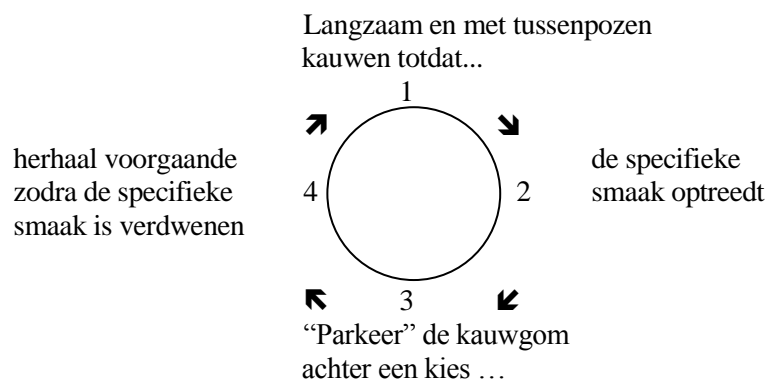 Langzaam en met tussenpozen
kauwen totdat...
1
de specifieke
smaak optreedt
2
3
“Parkeer” de kauwgom
achter een kies …
herhaal voorgaande
zodra de specifieke
smaak is verdwenen
4